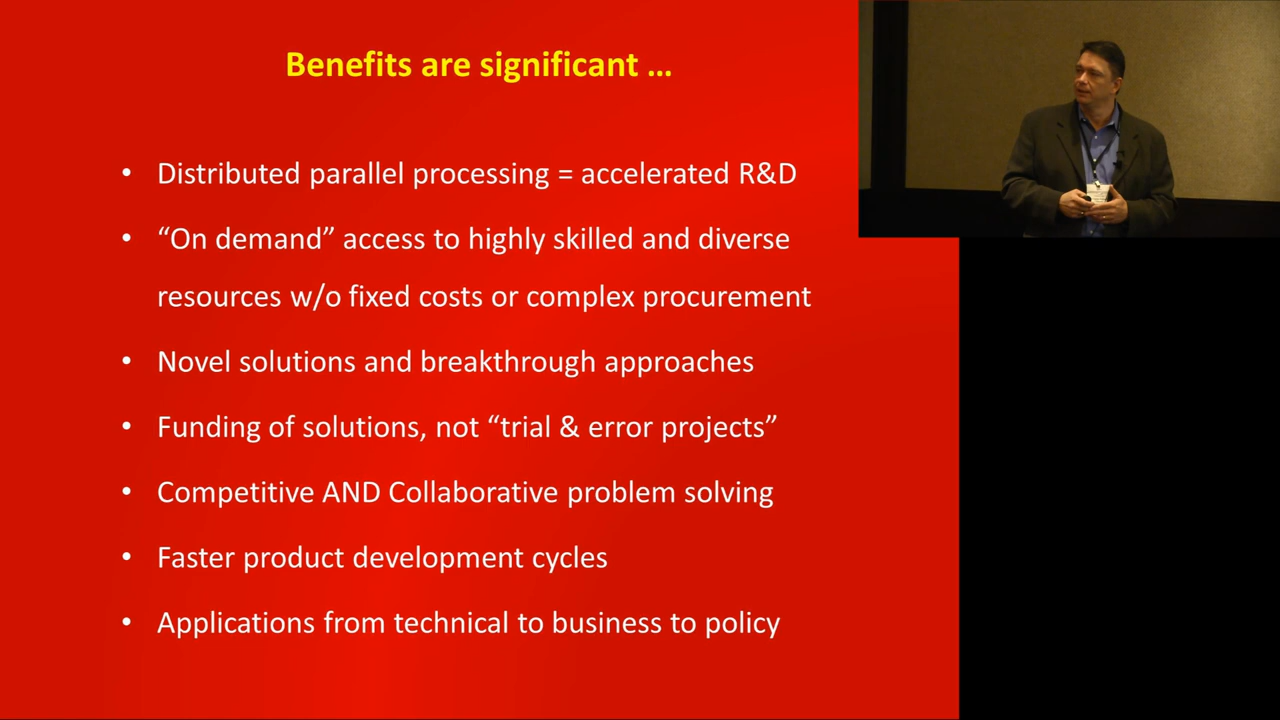 Benefits are significant …
• Distributed parallel processing = accelerated R&D
• “On demand” access to highly skilled and diverse
resources w/o fixed costs or complex procurement
• Novel solutions and breakthrough approaches
• Funding of solutions, not “trial & error projects”
• Competitive AND Collaborative problem solving
• Faster product development cycles
• Applications from technical to business to policy